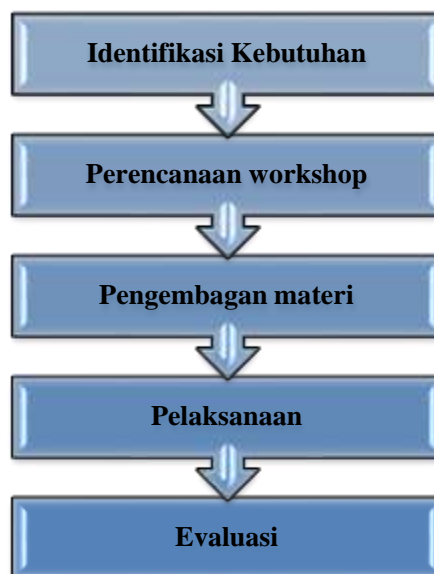 Identifikasi Kebutuhan
Perencanaan workshop
Pengembagan materi
Pelaksanaan
Evaluasi